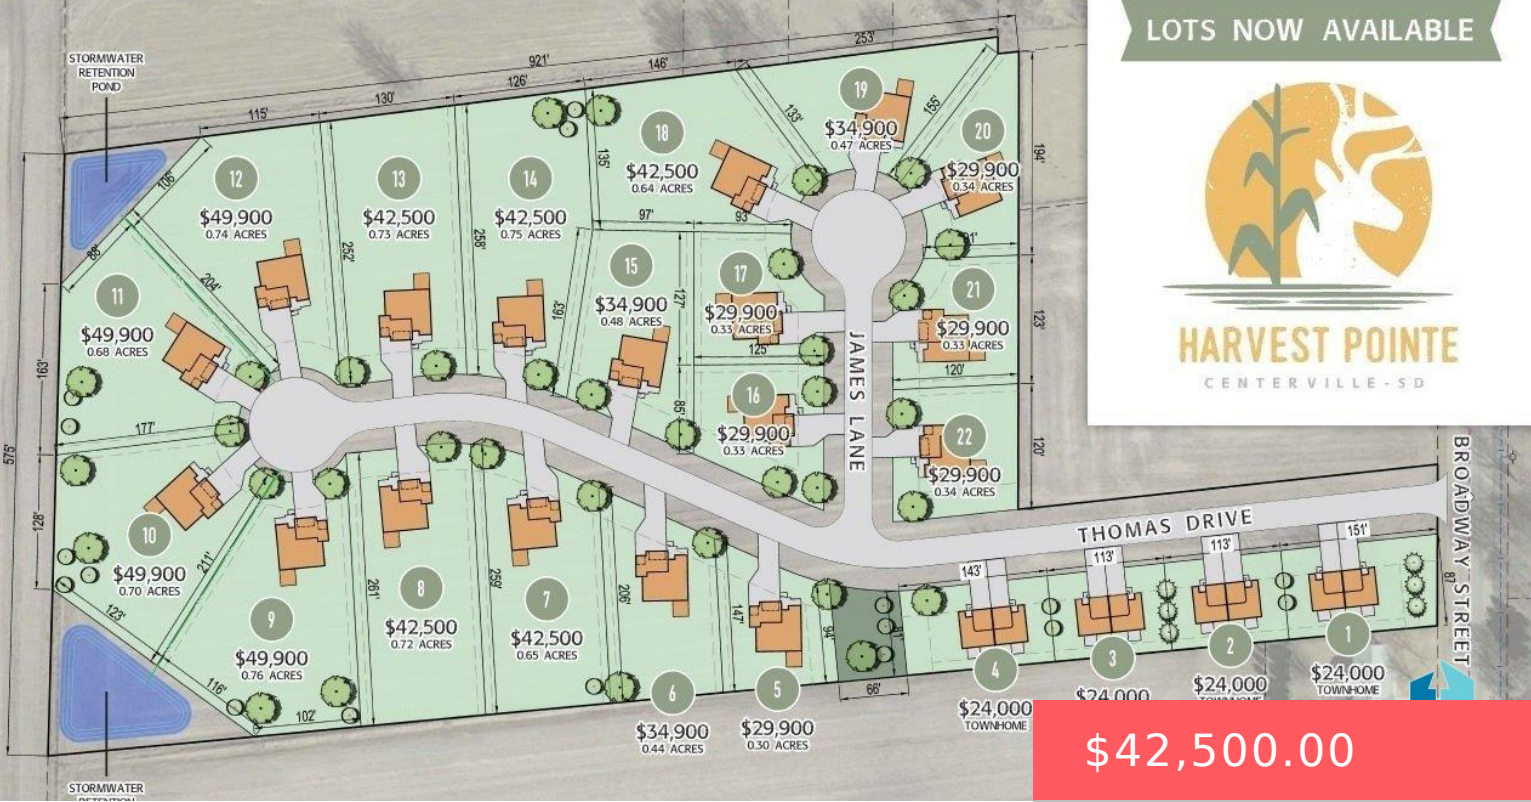 LOTS NOW AVAILABLE
HARVEST POINTE
CENTERVILLE-SD
STORMWATER
RETENTION
POND
921'
253'
115'
130'
126'
146'
12
$49,900
0.74 ACRES
13
$42,500
0.73 ACRES
14
$42,500
0.75 ACRES
18
$42,500
0.64 ACRES
19
$34,900
0.47 ACRES
20
$29,900
0.34 ACRES
106'
88'
204'
252'
258'
135'
133'
155'
194'
97'
93'
11
$49,900
0.68 ACRES
15
$34,900
0.48 ACRES
17
$29,900
0.33 ACRES
21
$29,900
0.33 ACRES
163'
127'
125'
123'
120'
163'
575'
177'
128'
16
$29,900
0.33 ACRES
85'
22
$29,900
0.34 ACRES
120'
JAMES LANE
THOMAS DRIVE
BROADWAY STREET
10
$49,900
0.70 ACRES
211'
123'
116'
102'
9
$49,900
0.76 ACRES
261'
8
$42,500
0.72 ACRES
259'
7
$42,500
0.65 ACRES
206'
6
$34,900
0.44 ACRES
147'
5
$29,900
0.30 ACRES
94'
66'
143'
113'
113'
151'
87'
4
$24,000
TOWNHOME
3
$24,000
2
$24,000
TOWNHOME
1
$24,000
TOWNHOME
STORMWATER
RETENTION
$42,500.00